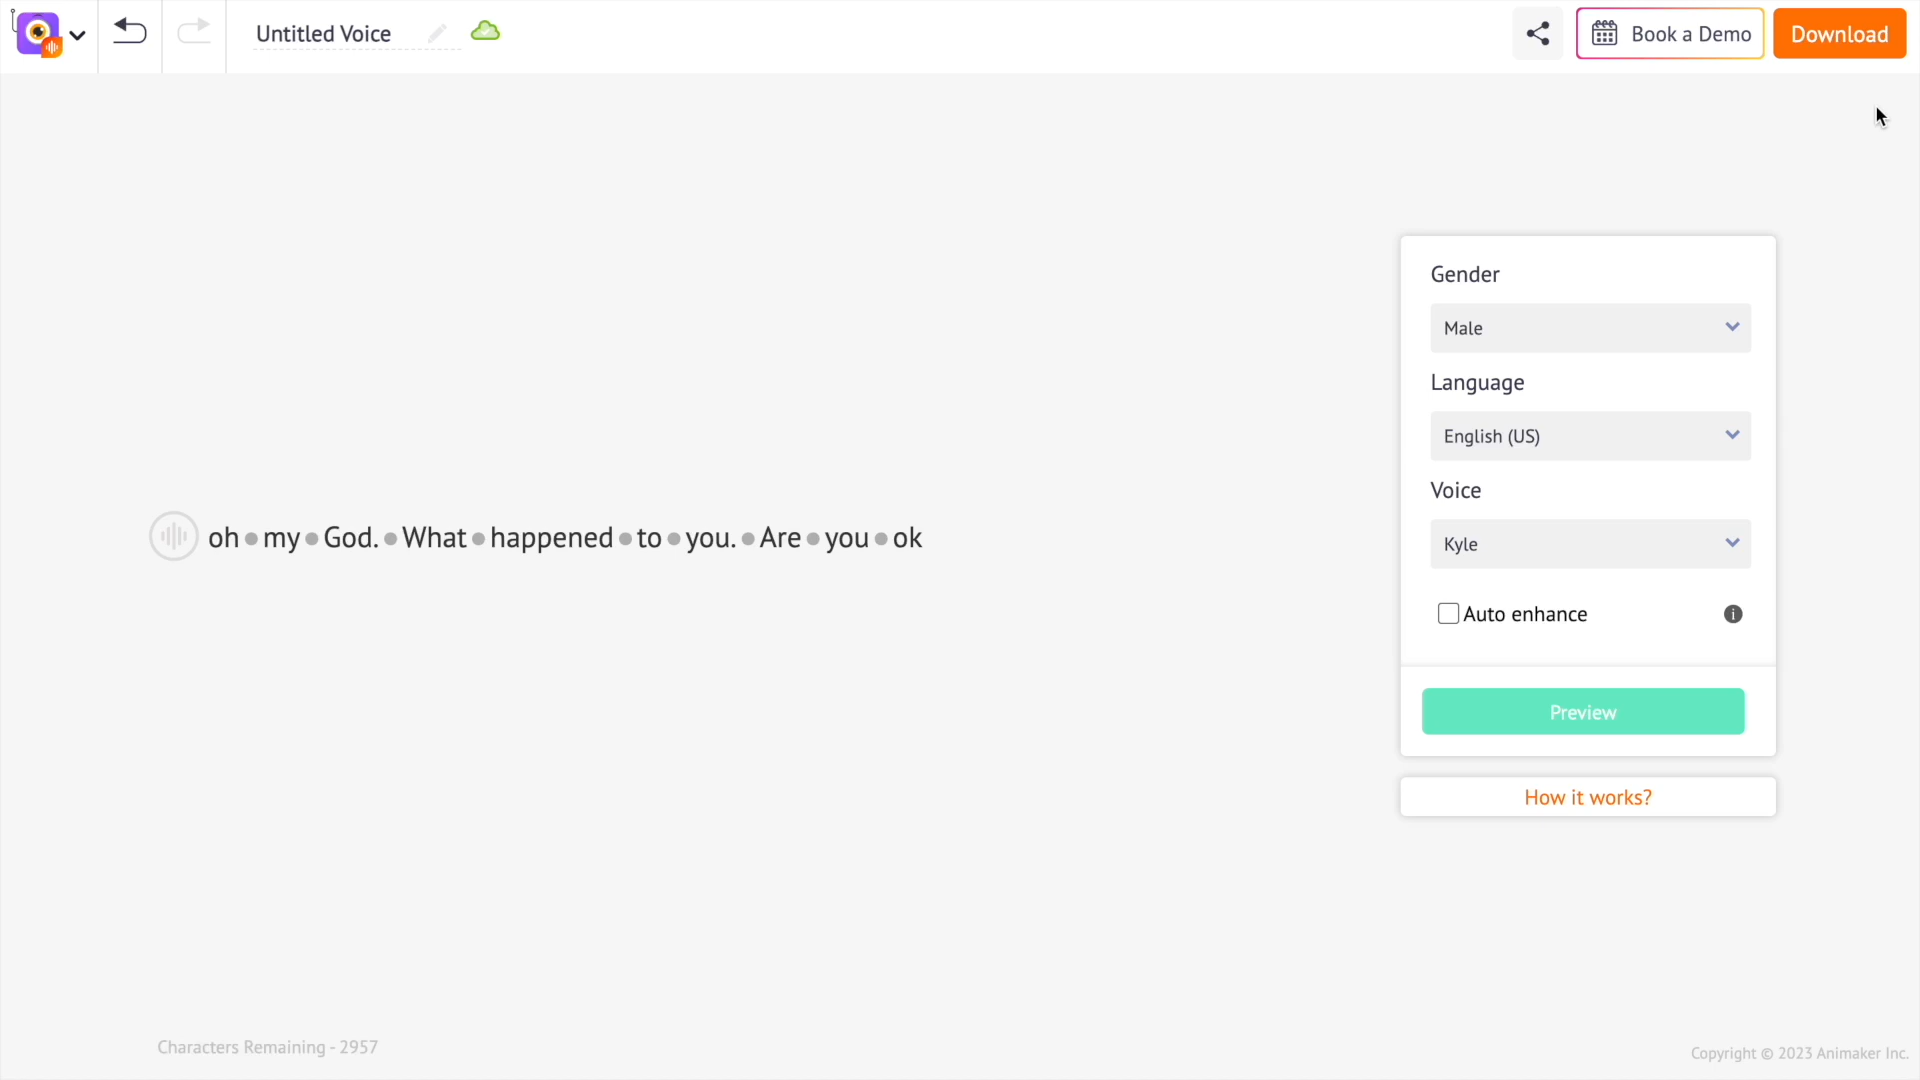 Untitled Voice
Book a Demo
Download
Gender
Male
Language
English (US)
oh my God. What happened to you. Are you ok
Voice
Kyle
Auto enhance
Preview
How it works?
Characters Remaining - 2957
Copyright © 2023 Animaker Inc.